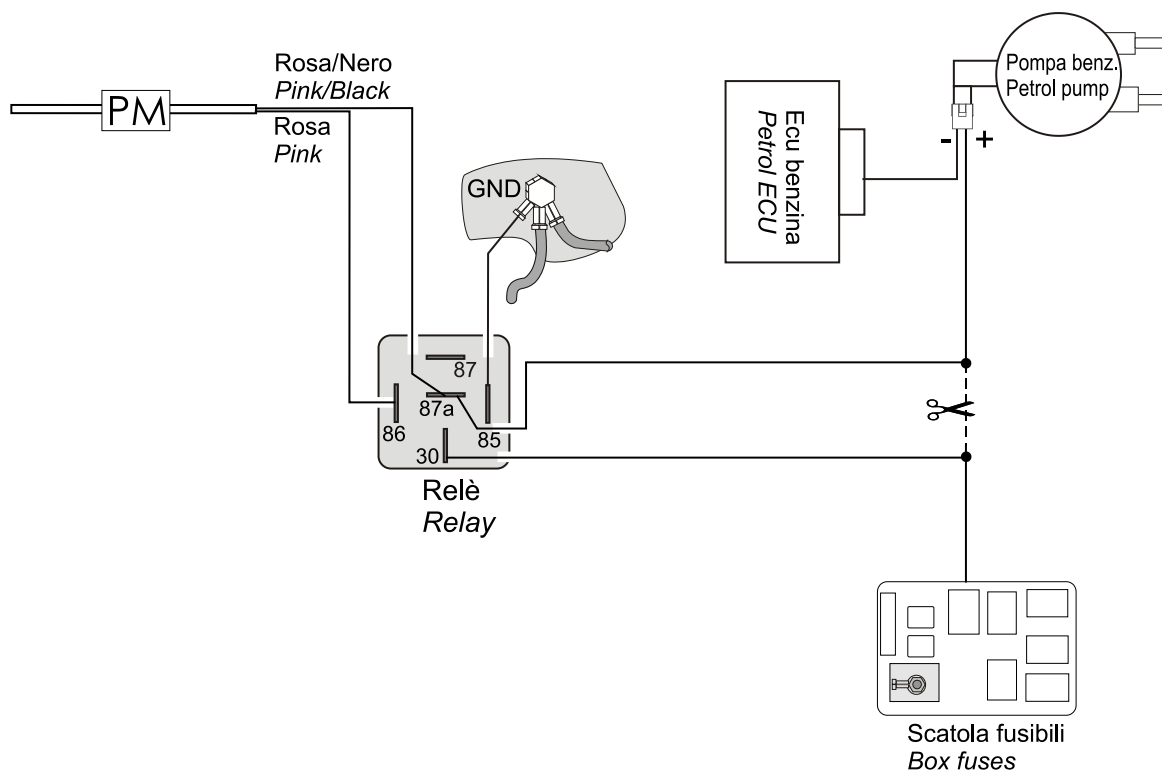 Rosa/Nero
Pink/Black
PM
Rosa
Pink
Pompa benz.
Petrol pump
Ecu benzina
Petrol ECU
- +
GND
87
87a
86
85
30
Relè
Relay
Scatola fusibili
Box fuses